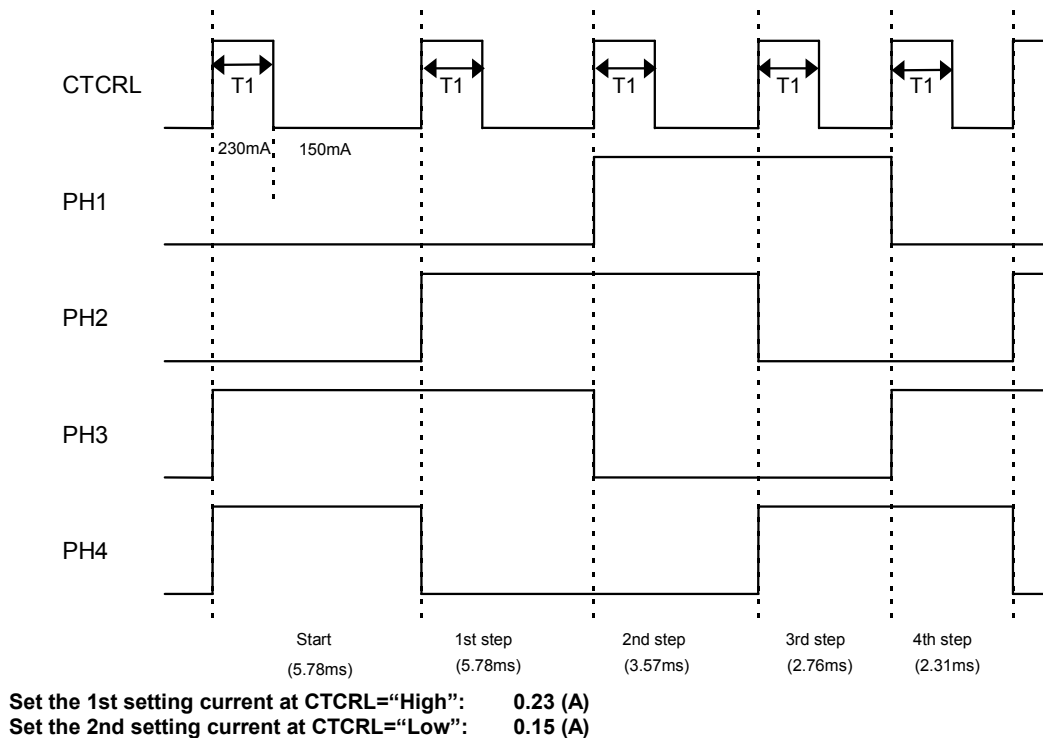 CTCRL
T1 T1 T1 T1 T1
230mA 150mA
PH1
PH2
PH3
PH4
Start 1st step 2nd step 3rd step 4th step
(5.78ms) (5.78ms) (3.57ms) (2.76ms) (2.31ms)
Set the 1st setting current at CTCRL=“High”: 0.23 (A)
Set the 2nd setting current at CTCRL=“Low”: 0.15 (A)